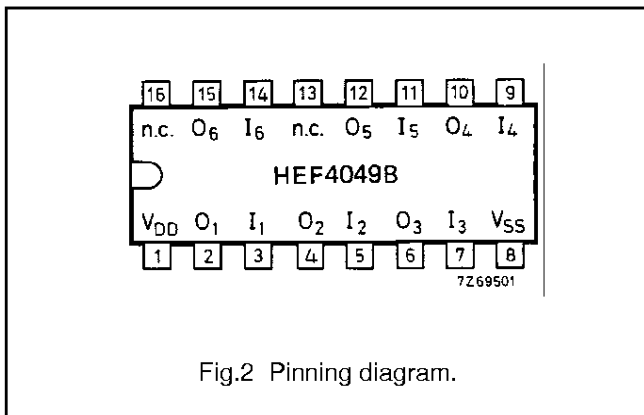 16 15 14 13 12 11 10 9
n.c. O6 I6 n.c. O5 I5 O4 I4
HEF4049B
VDD O1 I1 O2 I2 O3 I3 VSS
1 2 3 4 5 6 7 8
7Z69501
Fig.2 Pinning diagram.